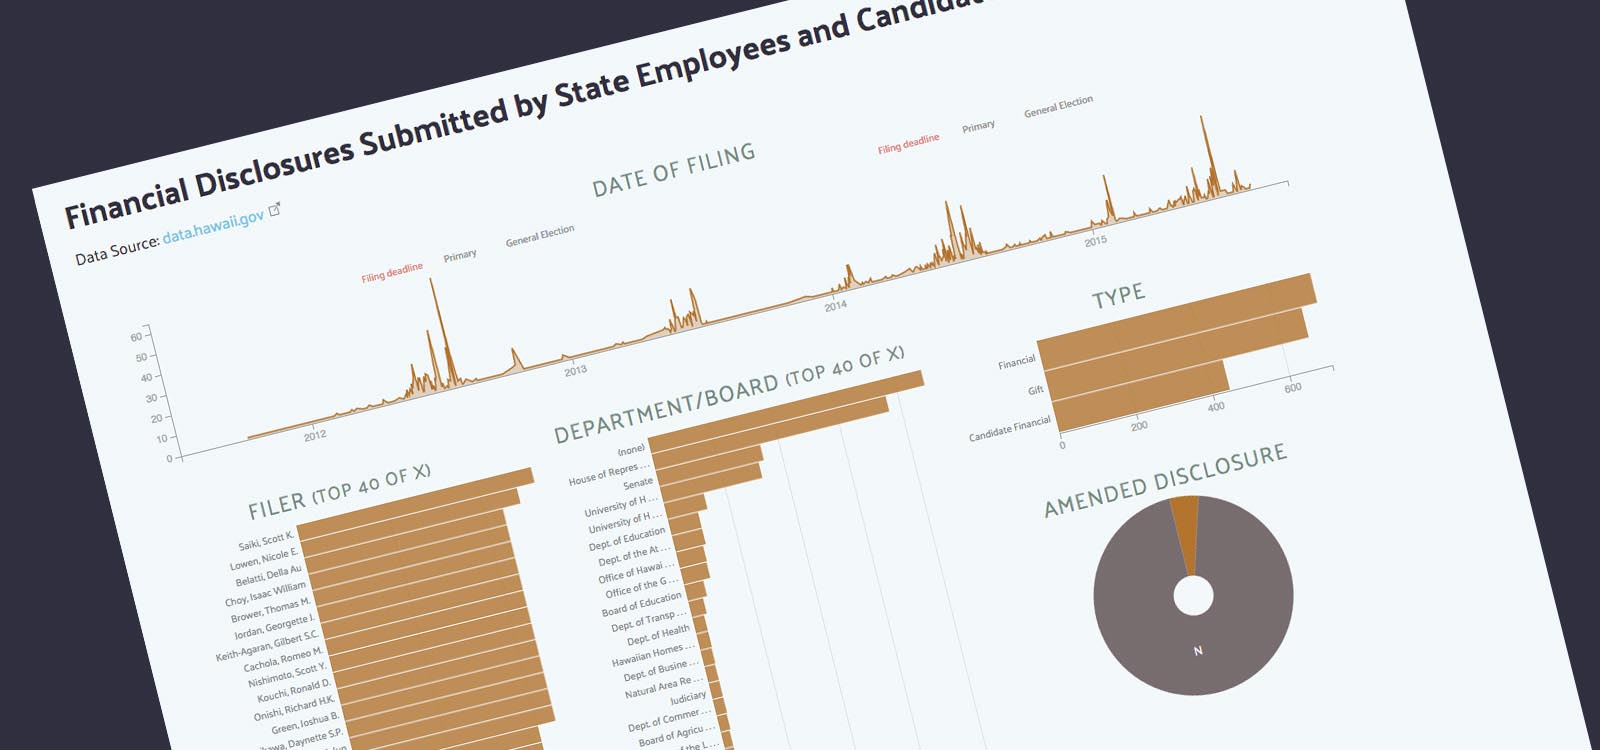 Financial Disclosures Submitted by State Employees and
Data Source: data.hawaii.gov
DATE OF FILING
Filing deadline
Primary
General Election
Filing deadline
Primary
General Election
60
50
40
30
20
10
0
2012
2013
2014
2015
FILER (TOP 40 OF X)
Saiki, Scott K.
Lowen, Nicole E.
Belatti, Della Au
Choy, Isaac William
Brower, Thomas M.
Jordan, Georgette J.
Keith-Agaran, Gilbert S.C.
Cachola, Romeo M.
Nishimoto, Scott Y.
Kouchi, Ronald D.
Onishi, Richard H.K.
Green, Joshua B.
Daynette S.P.
DEPARTMENT/BOARD (TOP 40 OF X)
(none)
House of Repres ...
Senate
University of H ...
University of H ...
Dept. of Education
Dept. of the At ...
Office of Hawai ...
Office of the G ...
Board of Education
Dept. of Transp ...
Dept. of Health
Hawaiian Homes ...
Dept. of Busine ...
Natural Area Re ...
Judiciary
Dept. of Commer ...
Board of Agricu ...
of the L ...
TYPE
Financial
Gift
Candidate Financial
0
200
400
600
AMENDED DISCLOSURE
N